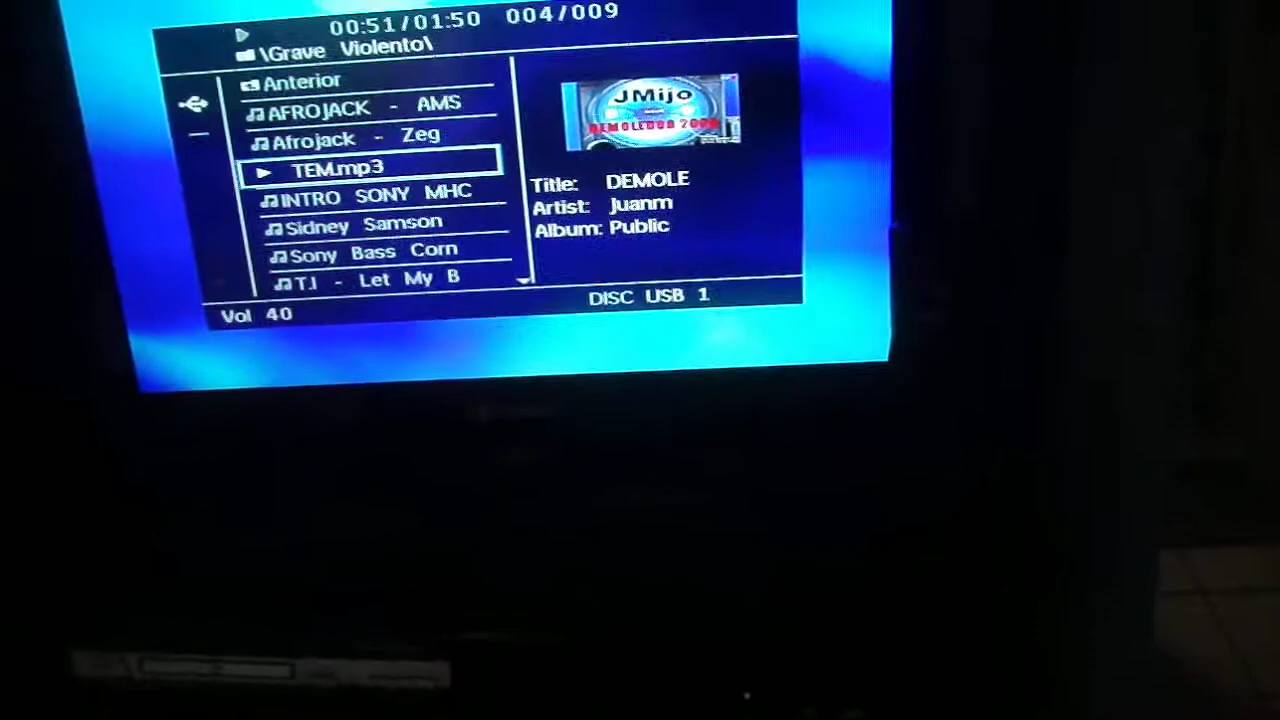 00:51/01:50 004/009
\Grave Violento\
Anterior
AFROJACK - AMS
Afrojack - Zeg
TEM.mp3
INTRO SONY MHC
Sidney Samson
Sony Bass Corn
T.I - Let My B
JMijo
Title: DEMOLE
Artist: Juanm
Album: Public
Vol 40
DISC USB 1